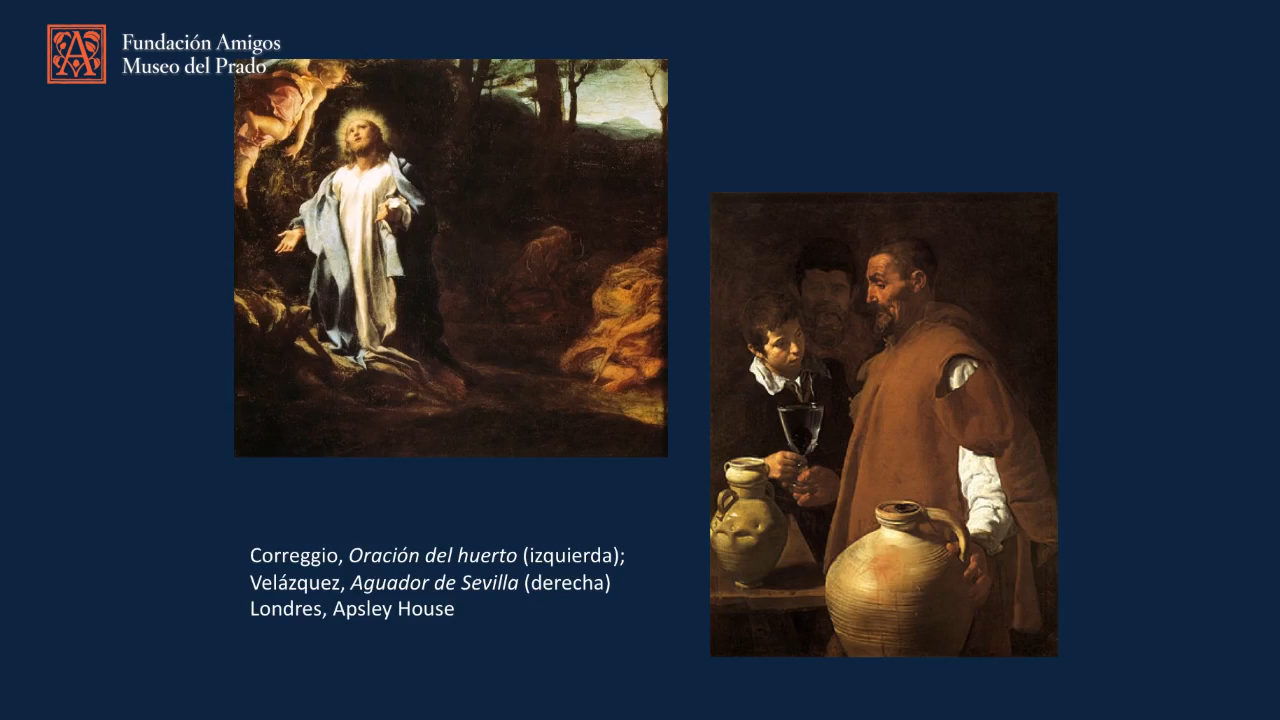 Fundación Amigos
Museo del Prado
Correggio, Oración del huerto (izquierda);
Velázquez, Aguador de Sevilla (derecha)
Londres, Apsley House